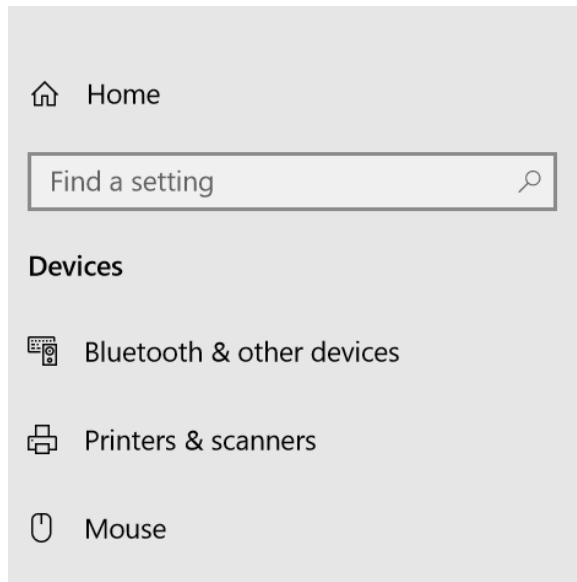 Home
Find a setting
Devices
Bluetooth & other devices
Printers & scanners
Mouse